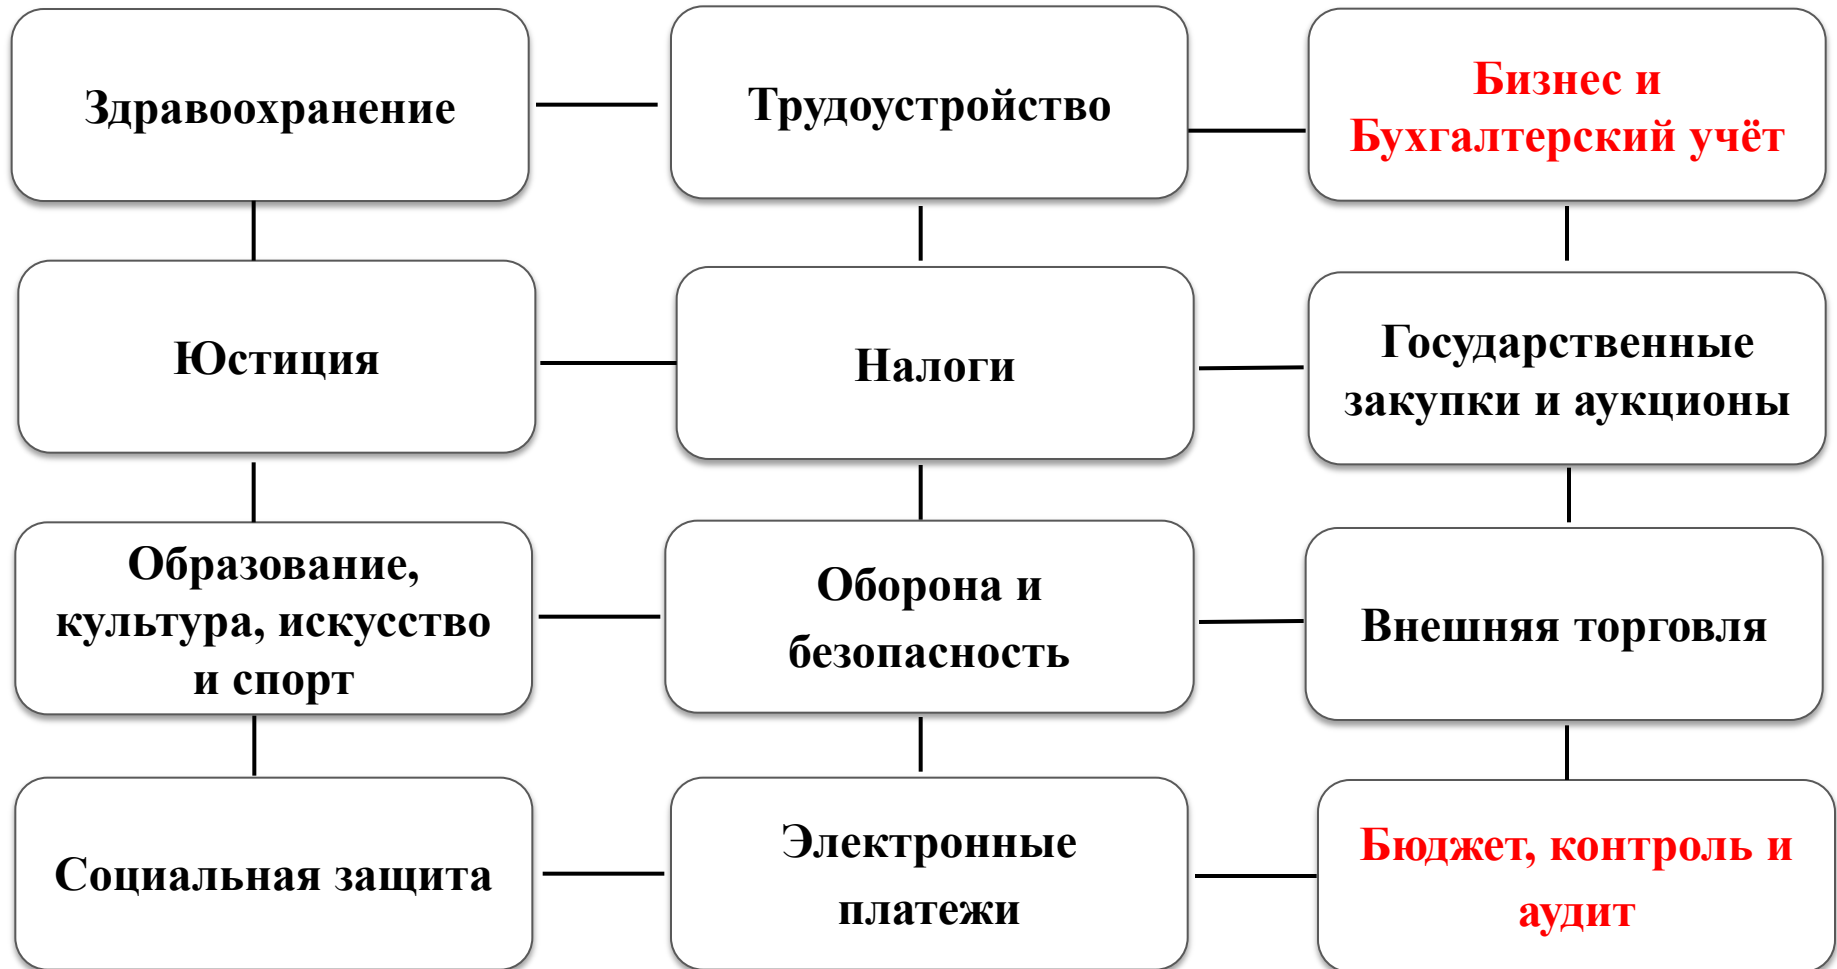 Здравоохранение
Трудоустройство
Бизнес и
Бухгалтерский учёт
Юстиция
Налоги
Государственные
закупки и аукционы
Образование,
культура, искусство
и спорт
Оборона и
безопасность
Внешняя торговля
Социальная защита
Электронные
платежи
Бюджет, контроль и
аудит